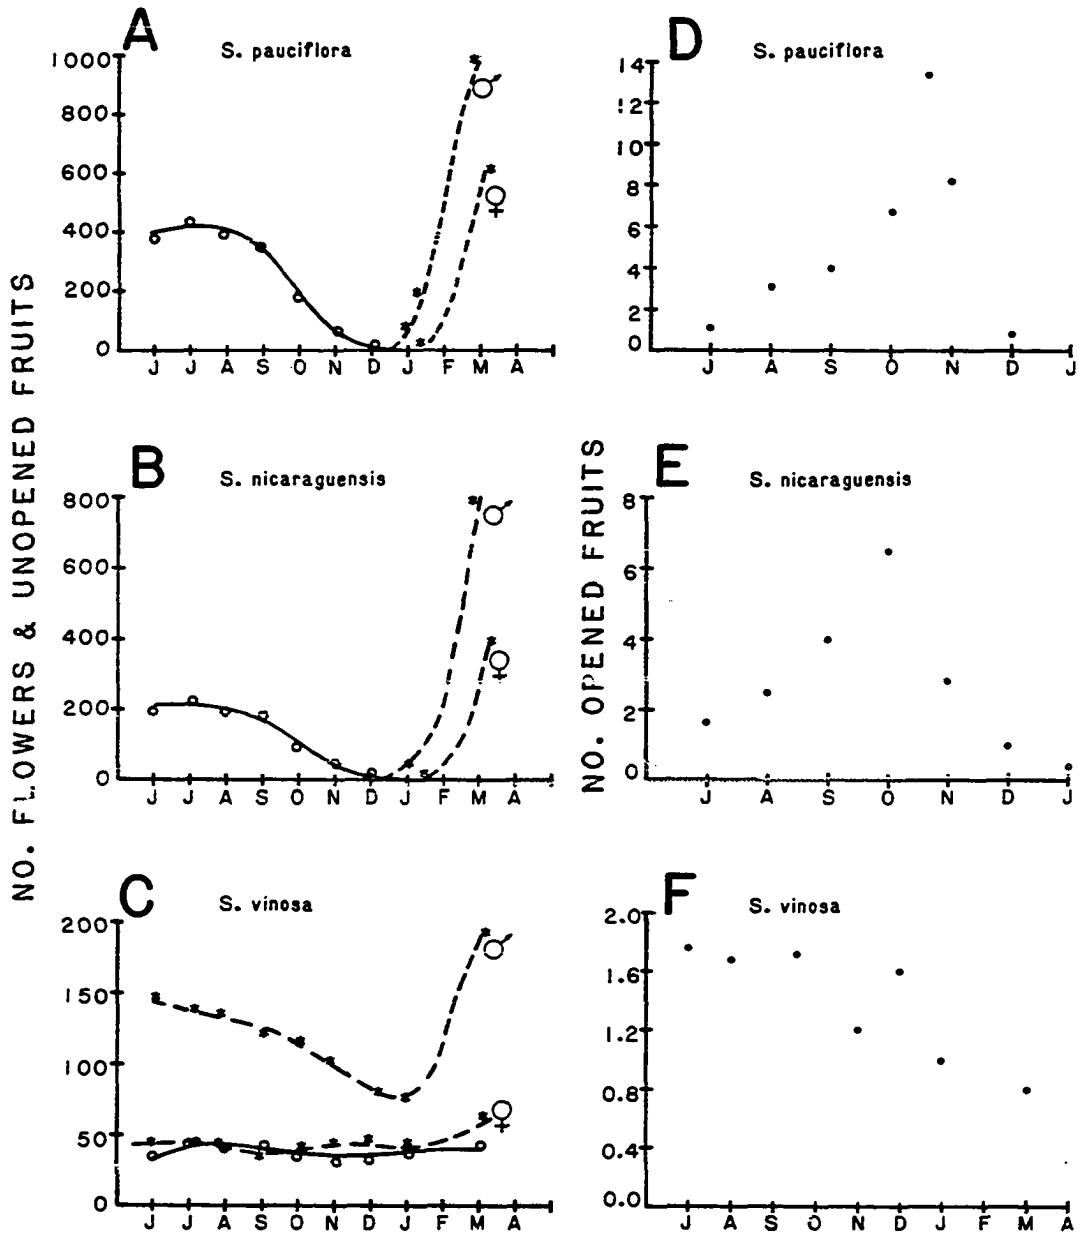 NO. FLOWERS & UNOPENED FRUITS
A
S. pauciflora
1000
800
600
400
200
0
♂
♀
J J A S O N D J F M A
B
S. nicaraguensis
800
600
400
200
0
♂
♀
J J A S O N D J F M A
C
S. vinosa
200
150
100
50
0
♂
♀
J J A S O N D J F M A
NO. OPENED FRUITS
D
S. pauciflora
14
12
10
8
6
4
2
0
J A S O N D J
E
S. nicaraguensis
8
6
4
2
0
J A S O N D J
F
S. vinosa
2.0
1.6
1.2
0.8
0.4
0.0
J A S O N D J F M A